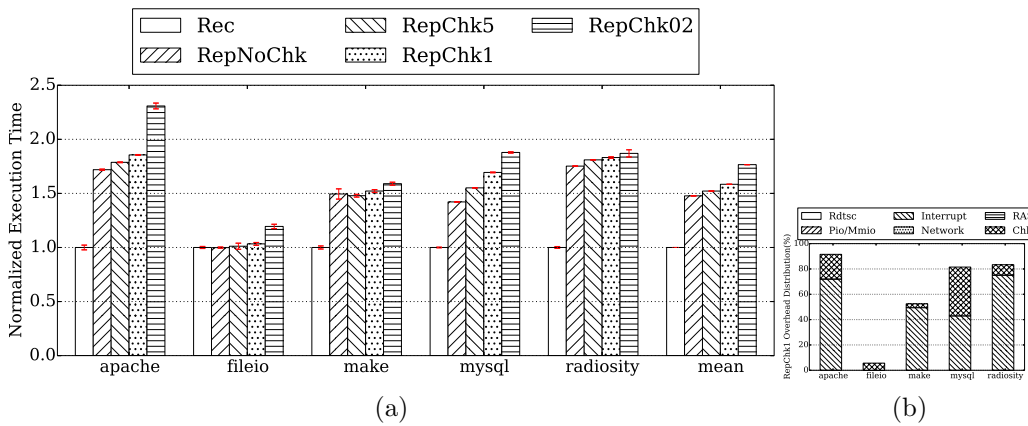 Rec RepChk5 RepChk02
RepNoChk RepChk1
Normalized Execution Time
2.5
2.0
1.5
1.0
0.5
0.0
apache fileio make mysql radiosity mean
(a)
Rdtsc Interrupt RA
Pio/Mmio Network Chk
RepChk1 Overhead Distribution(%)
100
80
60
40
20
0
apache fileio make mysql radiosity
(b)